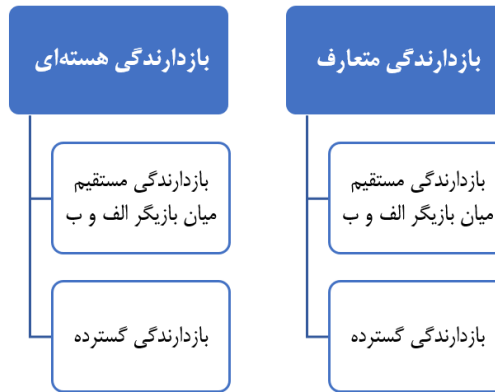 بازدارندگی متعارف
بازدارندگی مستقیم
میان بازیگر الف و ب
بازدارندگی گسترده
بازدارندگی هسته‌ای
بازدارندگی مستقیم
میان بازیگر الف و ب
بازدارندگی گسترده